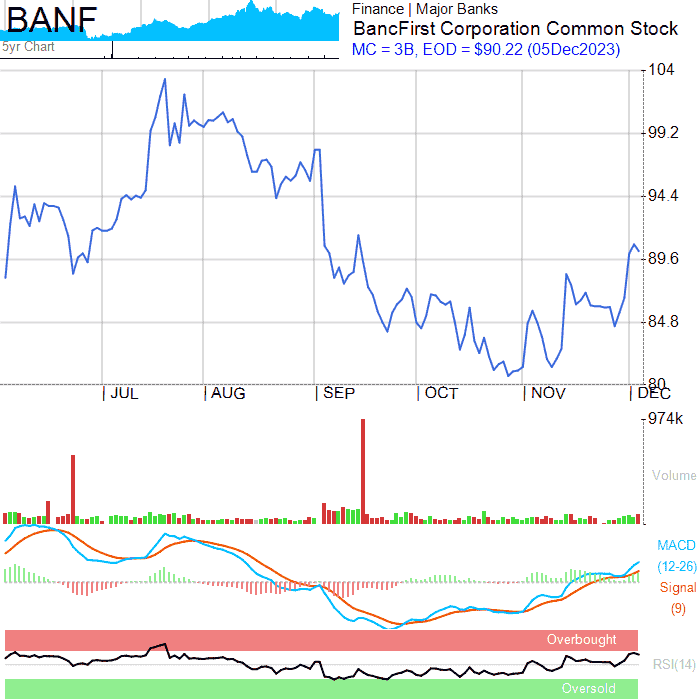 BANF
5yr Chart
Finance | Major Banks
BancFirst Corporation Common Stock
MC = 3B, EOD = $90.22 (05Dec2023)
104
99.2
94.4
89.6
84.8
80
JUL AUG SEP OCT NOV DEC
974k
Volume
MACD
(12-26)
Signal
(9)
Overbought
RSI(14)
Oversold